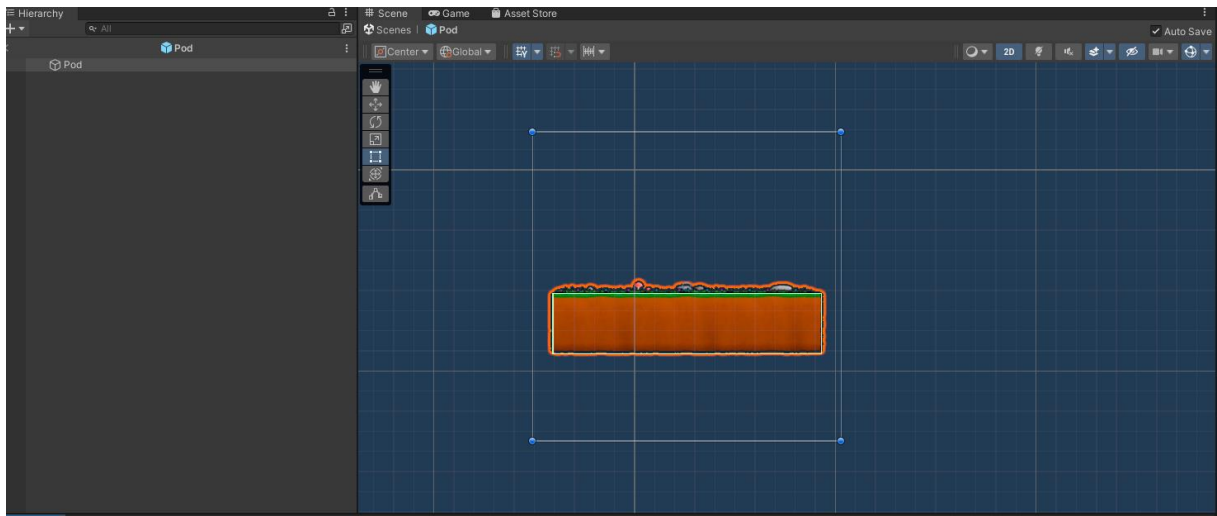 Hierarchy
All
Pod
Pod
Scene Game Asset Store
Scenes Pod
Auto Save
Center Global 2D